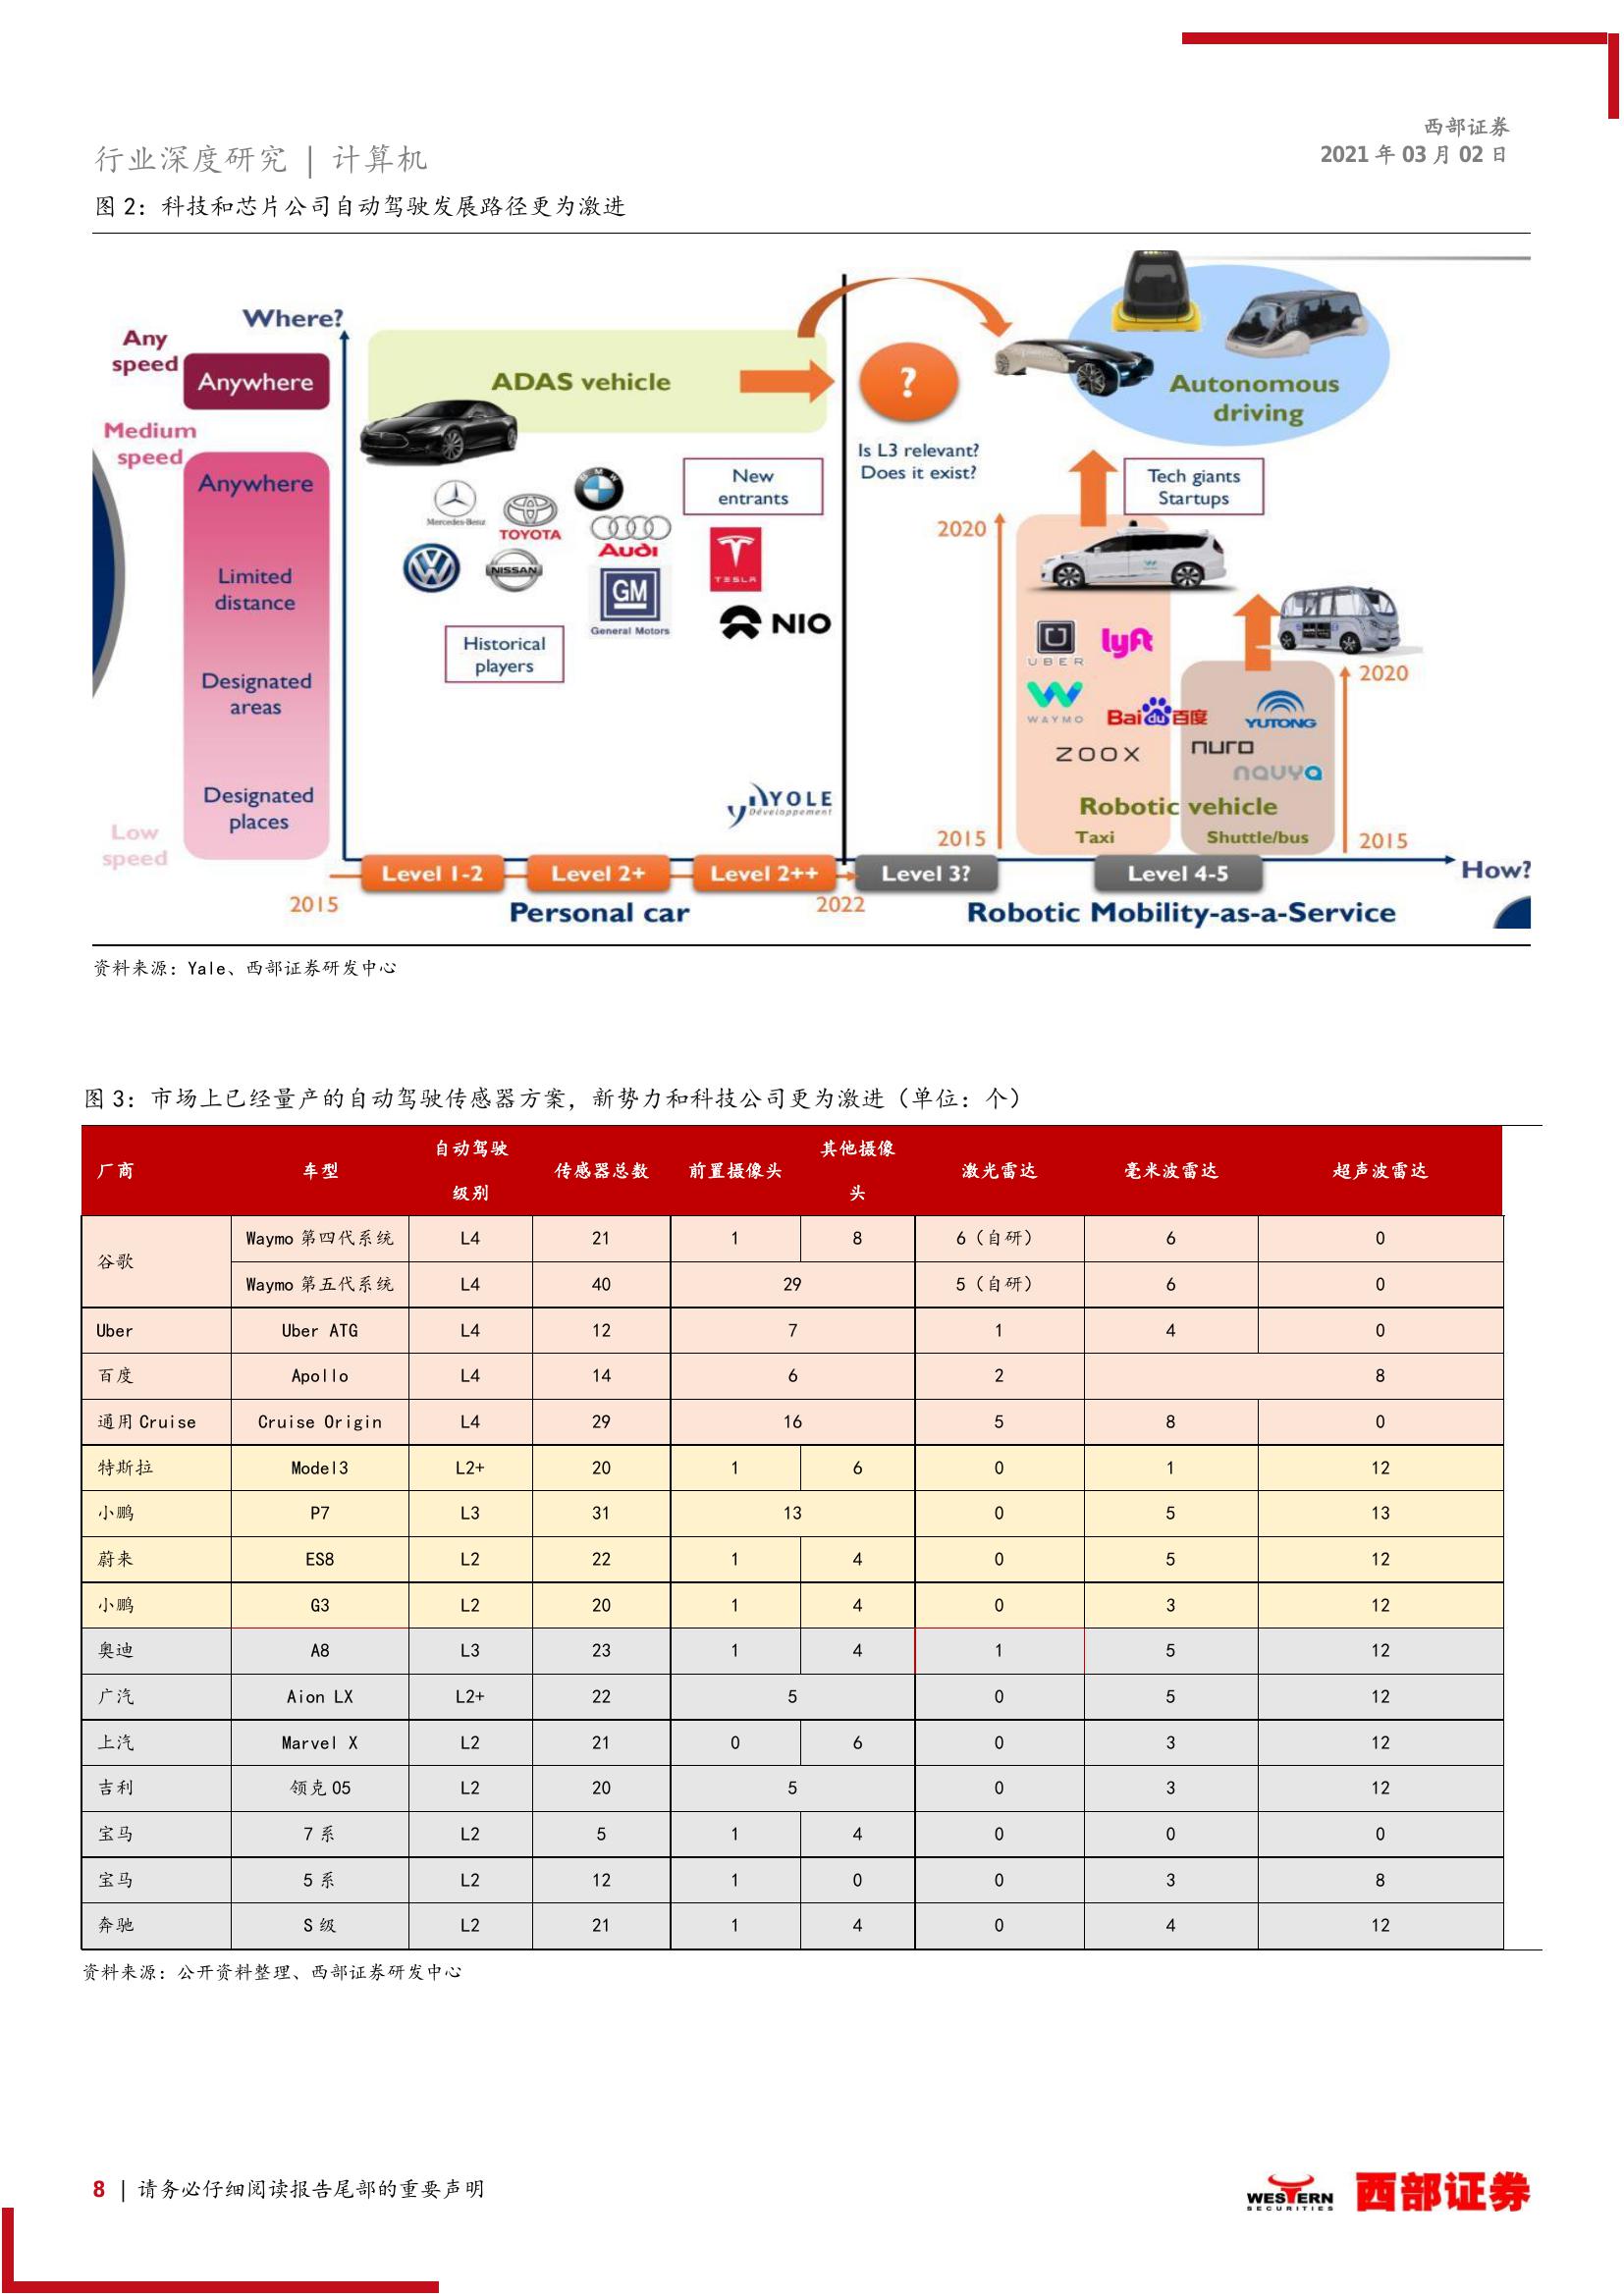 西部证券
行业深度研究 | 计算机
2021 年 03 月 02 日
图 2：科技和芯片公司自动驾驶发展路径更为激进
Where?
Any
speed
Anywhere
ADAS vehicle
?
Autonomous
driving
Medium
speed
Anywhere
Is L3 relevant?
Does it exist?
New
entrants
Tech giants
Startups
Mercedes-Benz
TOYOTA
BMW
Audi
TESLA
2020
Limited
distance
NISSAN
GM
General Motors
NIO
Historical
players
UBER
lyft
2020
Designated
areas
WAYMO
Bai du 百度
YUTONG
ZOOX
nuro
navya
Designated
places
YOLE
Développement
Robotic vehicle
Low
speed
2015
Taxi
Shuttle/bus
2015
Level 1-2
Level 2+
Level 2++
Level 3?
Level 4-5
How?
2015
Personal car
2022
Robotic Mobility-as-a-Service
资料来源：Yale、西部证券研发中心
图 3：市场上已经量产的自动驾驶传感器方案，新势力和科技公司更为激进（单位：个）
厂商 车型 自动驾驶级别 传感器总数 前置摄像头 其他摄像头 激光雷达 毫米波雷达 超声波雷达
谷歌 Waymo 第四代系统 L4 21 1 8 6（自研） 6 0
Waymo 第五代系统 L4 40 29 5（自研） 6 0
Uber Uber ATG L4 12 7 1 4 0
百度 Apollo L4 14 6 2 8
通用 Cruise Cruise Origin L4 29 16 5 8 0
特斯拉 Model3 L2+ 20 1 6 0 1 12
小鹏 P7 L3 31 13 0 5 13
蔚来 ES8 L2 22 1 4 0 5 12
小鹏 G3 L2 20 1 4 0 3 12
奥迪 A8 L3 23 1 4 1 5 12
广汽 Aion LX L2+ 22 5 0 5 12
上汽 Marvel X L2 21 0 6 0 3 12
吉利 领克 05 L2 20 5 0 3 12
宝马 7 系 L2 5 1 4 0 0 0
宝马 5 系 L2 12 1 0 0 3 8
奔驰 S 级 L2 21 1 4 0 4 12
资料来源：公开资料整理、西部证券研发中心
8 | 请务必仔细阅读报告尾部的重要声明
WESTERN
SECURITIES
西部证券